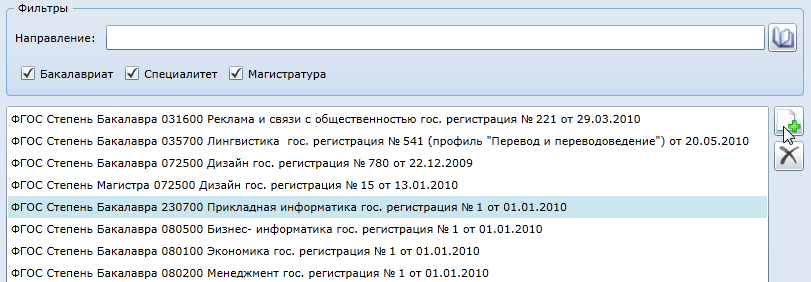 Фильтры
Направление:
Бакалавриат Специалитет Магистратура
ФГОС Степень Бакалавра 031600 Реклама и связи с общественностью гос. регистрация № 221 от 29.03.2010
ФГОС Степень Бакалавра 035700 Лингвистика  гос. регистрация № 541 (профиль "Перевод и переводоведение") от 20.05.2010
ФГОС Степень Бакалавра 072500 Дизайн гос. регистрация № 780 от 22.12.2009
ФГОС Степень Магистра 072500 Дизайн гос. регистрация № 15 от 13.01.2010
ФГОС Степень Бакалавра 230700 Прикладная информатика гос. регистрация № 1 от 01.01.2010
ФГОС Степень Бакалавра 080500 Бизнес- информатика гос. регистрация № 1 от 01.01.2010
ФГОС Степень Бакалавра 080100 Экономика гос. регистрация № 1 от 01.01.2010
ФГОС Степень Бакалавра 080200 Менеджмент гос. регистрация № 1 от 01.01.2010